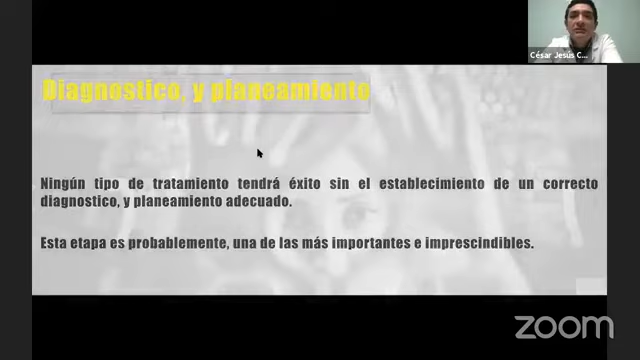 César Jesús C...
Diagnostico, y planeamiento
Ningún tipo de tratamiento tendrá éxito sin el establecimiento de un correcto
diagnostico, y planeamiento adecuado.
Esta etapa es probablemente, una de las más importantes e imprescindibles.
zoom